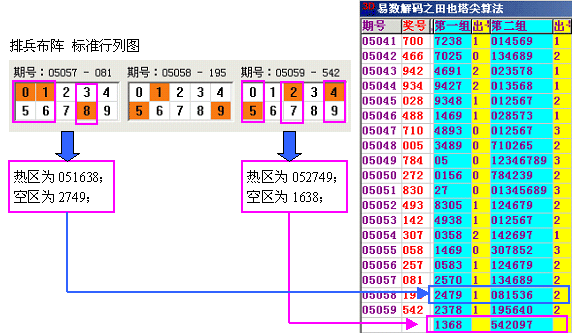 3D 易数解码之田也塔尖算法
排兵布阵 标准行列图
期号：05057 - 081 期号：05058 - 195 期号：05059 - 542
0 1 2 3 4 0 1 2 3 4 0 1 2 3 4
5 6 7 8 9 5 6 7 8 9 5 6 7 8 9
热区为 051638；
空区为 2749；
热区为 052749；
空区为 1638；
期号 奖号 第一组 出号 第二组 出号
05041 700 7238 1 014569 1
05042 466 7025 0 134689 2
05043 942 4691 2 023578 1
05044 934 9427 2 013568 1
05045 028 9348 1 012567 2
05046 488 1469 1 028573 1
05047 710 4893 0 012567 3
05048 005 3489 0 710265 2
05049 784 05 0 12346789 3
05050 272 0156 0 784239 2
05051 830 27 0 01345689 3
05052 493 8305 1 124679 2
05053 142 4938 1 012567 2
05054 307 0358 2 142697 1
05055 058 1469 0 307852 3
05056 257 0583 1 124679 2
05057 081 2570 1 134689 2
05058 19 2479 1 081536 2
05059 542 2378 1 195640 2
1368 542097